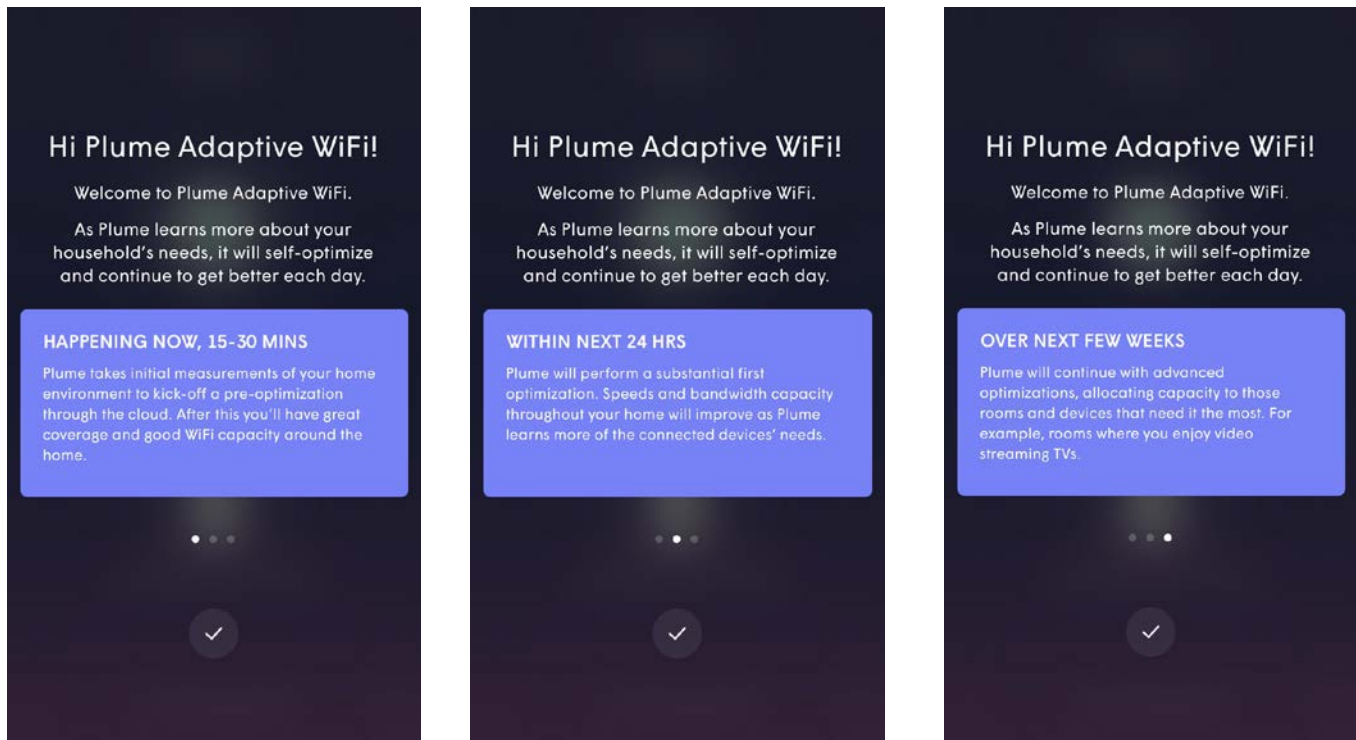 Hi Plume Adaptive WiFi!
Welcome to Plume Adaptive WiFi.
As Plume learns more about your
household's needs, it will self-optimize
and continue to get better each day.
HAPPENING NOW, 15-30 MINS
Plume takes initial measurements of your home
environment to kick-off a pre-optimization
through the cloud. After this you'll have great
coverage and good WiFi capacity around the
home.
Hi Plume Adaptive WiFi!
Welcome to Plume Adaptive WiFi.
As Plume learns more about your
household's needs, it will self-optimize
and continue to get better each day.
WITHIN NEXT 24 HRS
Plume will perform a substantial first
optimization. Speeds and bandwidth capacity
throughout your home will improve as Plume
learns more of the connected devices' needs.
Hi Plume Adaptive WiFi!
Welcome to Plume Adaptive WiFi.
As Plume learns more about your
household's needs, it will self-optimize
and continue to get better each day.
OVER NEXT FEW WEEKS
Plume will continue with advanced
optimizations, allocating capacity to those
rooms and devices that need it the most. For
example, rooms where you enjoy video
streaming TVs.